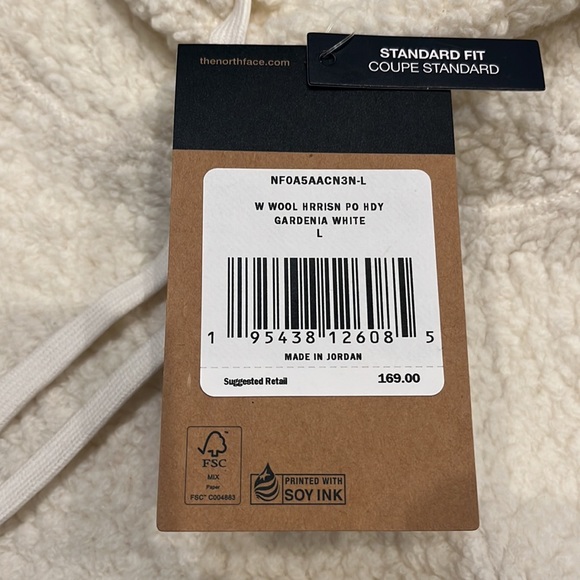 thenorthface.com
STANDARD FIT
COUPE STANDARD
NF0A5AACN3N-L
W WOOL HRRISN PO HDY
GARDENIA WHITE
L
1 95438 12608 5
MADE IN JORDAN
Suggested Retail 169.00
FSC
MIX
Paper
FSC™ C004863
PRINTED WITH
SOY INK